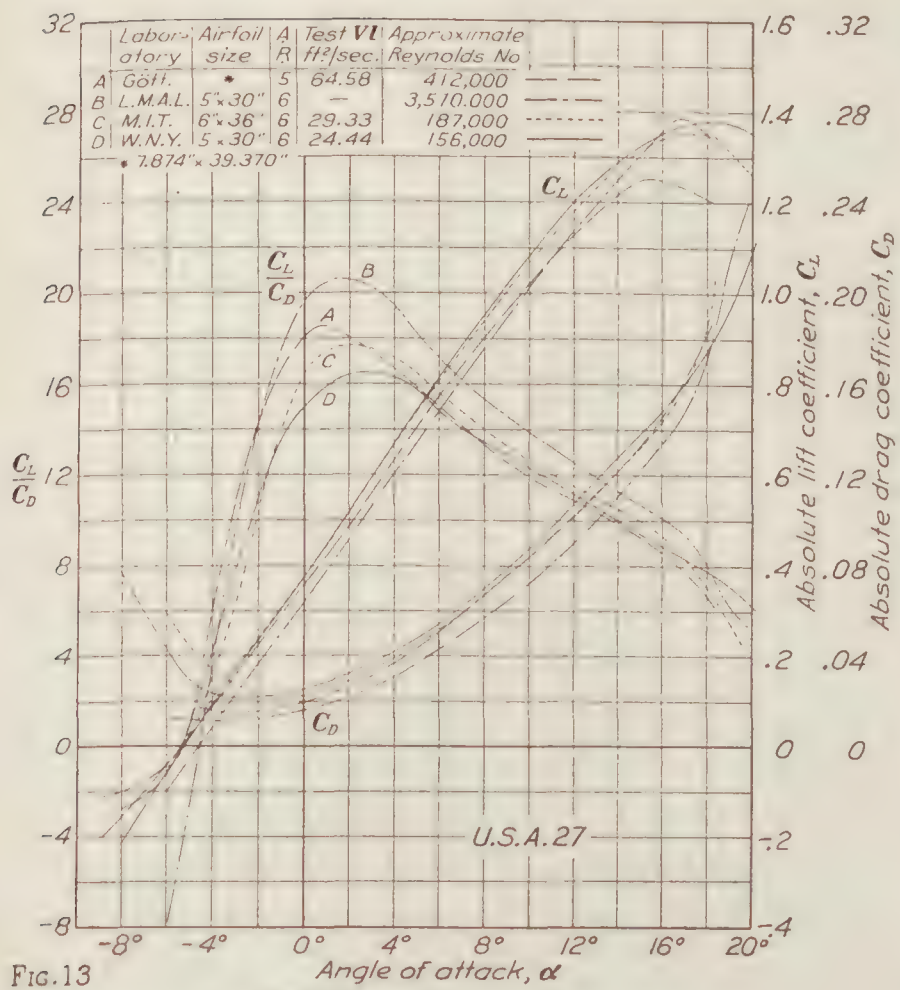 32 1.6 .32
Labor- Airfoil A Test Vl Approximate
atory size R ft²/sec. Reynolds No
A Gött. * 5 64.58 412,000
B L.M.A.L. 5"x30" 6 — 3,510.000
C M.I.T. 6"x36" 6 29.33 187,000
D W.N.Y. 5 x30" 6 24.44 156,000
* 7.874"x 39.370"
28 1.4 .28
C_L
24 1.2 .24
C_L
C_D
B
20 1.0 .20
A
C
D
16 .8 .16
C_L
C_D
12 .6 .12
8 .4 .08
4 .2 .04
C_D
0 0 0
-4 -.2
U.S.A.27
-8 -.4
-8° -4° 0° 4° 8° 12° 16° 20°
Angle of attack, α
FIG.13
Absolute lift coefficient, C_L
Absolute drag coefficient, C_D